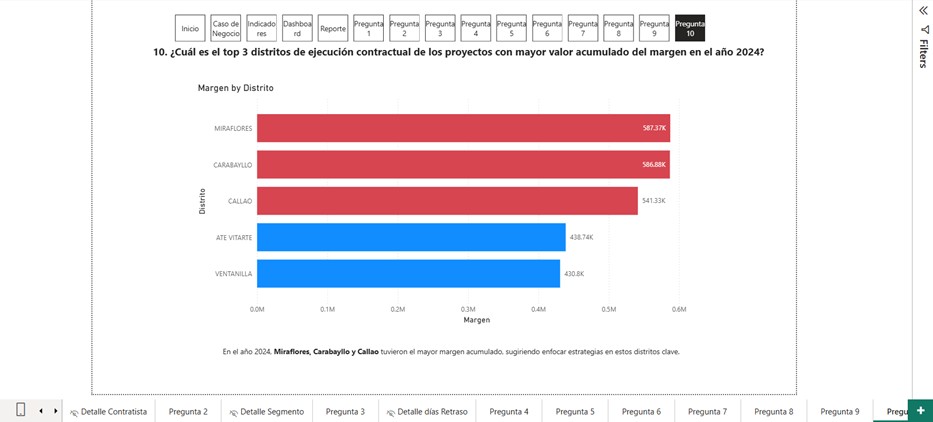 Inicio
Caso de Negocio
Indicado res
Dashboa rd
Reporte
Pregunta 1
Pregunta 2
Pregunta 3
Pregunta 4
Pregunta 5
Pregunta 6
Pregunta 7
Pregunta 8
Pregunta 9
Pregunta 10
Filters
10. ¿Cuál es el top 3 distritos de ejecución contractual de los proyectos con mayor valor acumulado del margen en el año 2024?
Margen by Distrito
Distrito
MIRAFLORES 587.37K
CARABAYLLO 586.88K
CALLAO 541.33K
ATE VITARTE 438.74K
VENTANILLA 430.8K
0.0M 0.1M 0.2M 0.3M 0.4M 0.5M 0.6M
Margen
En el año 2024, Miraflores, Carabayllo y Callao tuvieron el mayor margen acumulado, sugiriendo enfocar estrategias en estos distritos clave.
Detalle Contratista
Pregunta 2
Detalle Segmento
Pregunta 3
Detalle días Retraso
Pregunta 4
Pregunta 5
Pregunta 6
Pregunta 7
Pregunta 8
Pregunta 9
Pregu